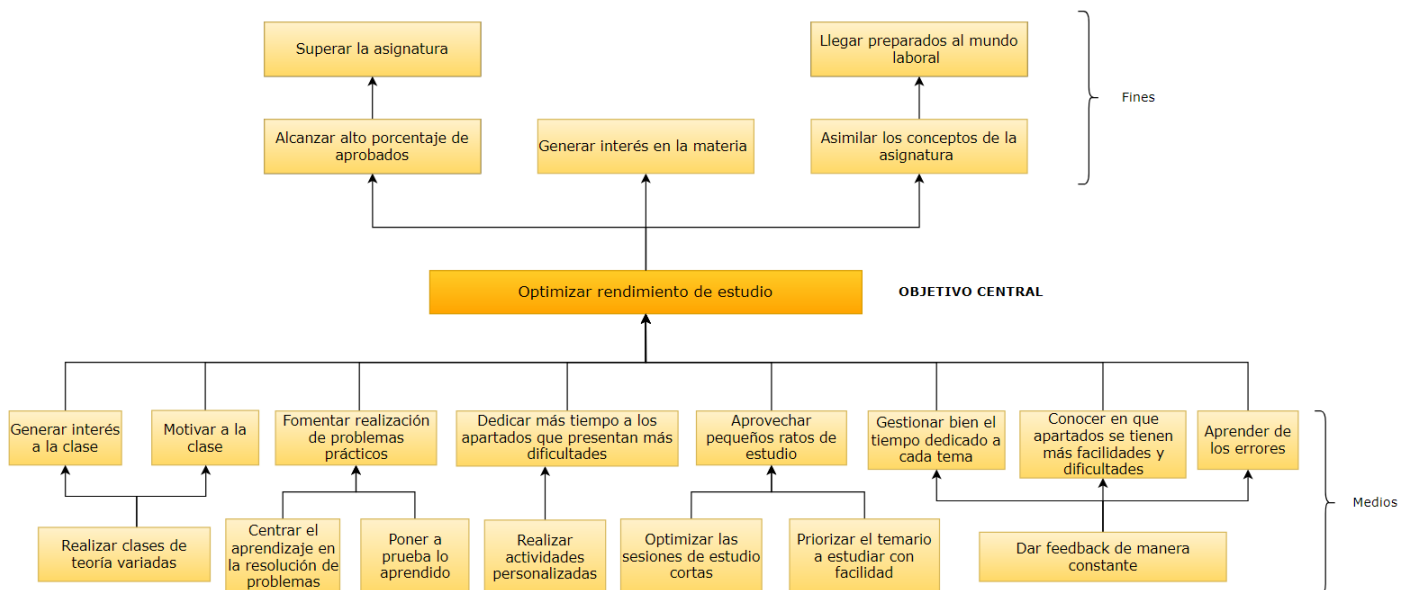 Superar la asignatura
Llegar preparados al mundo
laboral
Fines
Alcanzar alto porcentaje de
aprobados
Generar interés en la materia
Asimilar los conceptos de la
asignatura
Optimizar rendimiento de estudio
OBJETIVO CENTRAL
Generar interés
a la clase
Motivar a la
clase
Fomentar realización
de problemas
prácticos
Dedicar más tiempo a los
apartados que presentan más
dificultades
Aprovechar
pequeños ratos de
estudio
Gestionar bien el
tiempo dedicado a
cada tema
Conocer en que
apartados se tienen
más facilidades y
dificultades
Aprender de
los errores
Medios
Realizar clases de
teoría variadas
Centrar el
aprendizaje en
la resolución de
problemas
Poner a
prueba lo
aprendido
Realizar
actividades
personalizadas
Optimizar las
sesiones de estudio
cortas
Priorizar el temario
a estudiar con
facilidad
Dar feedback de manera
constante